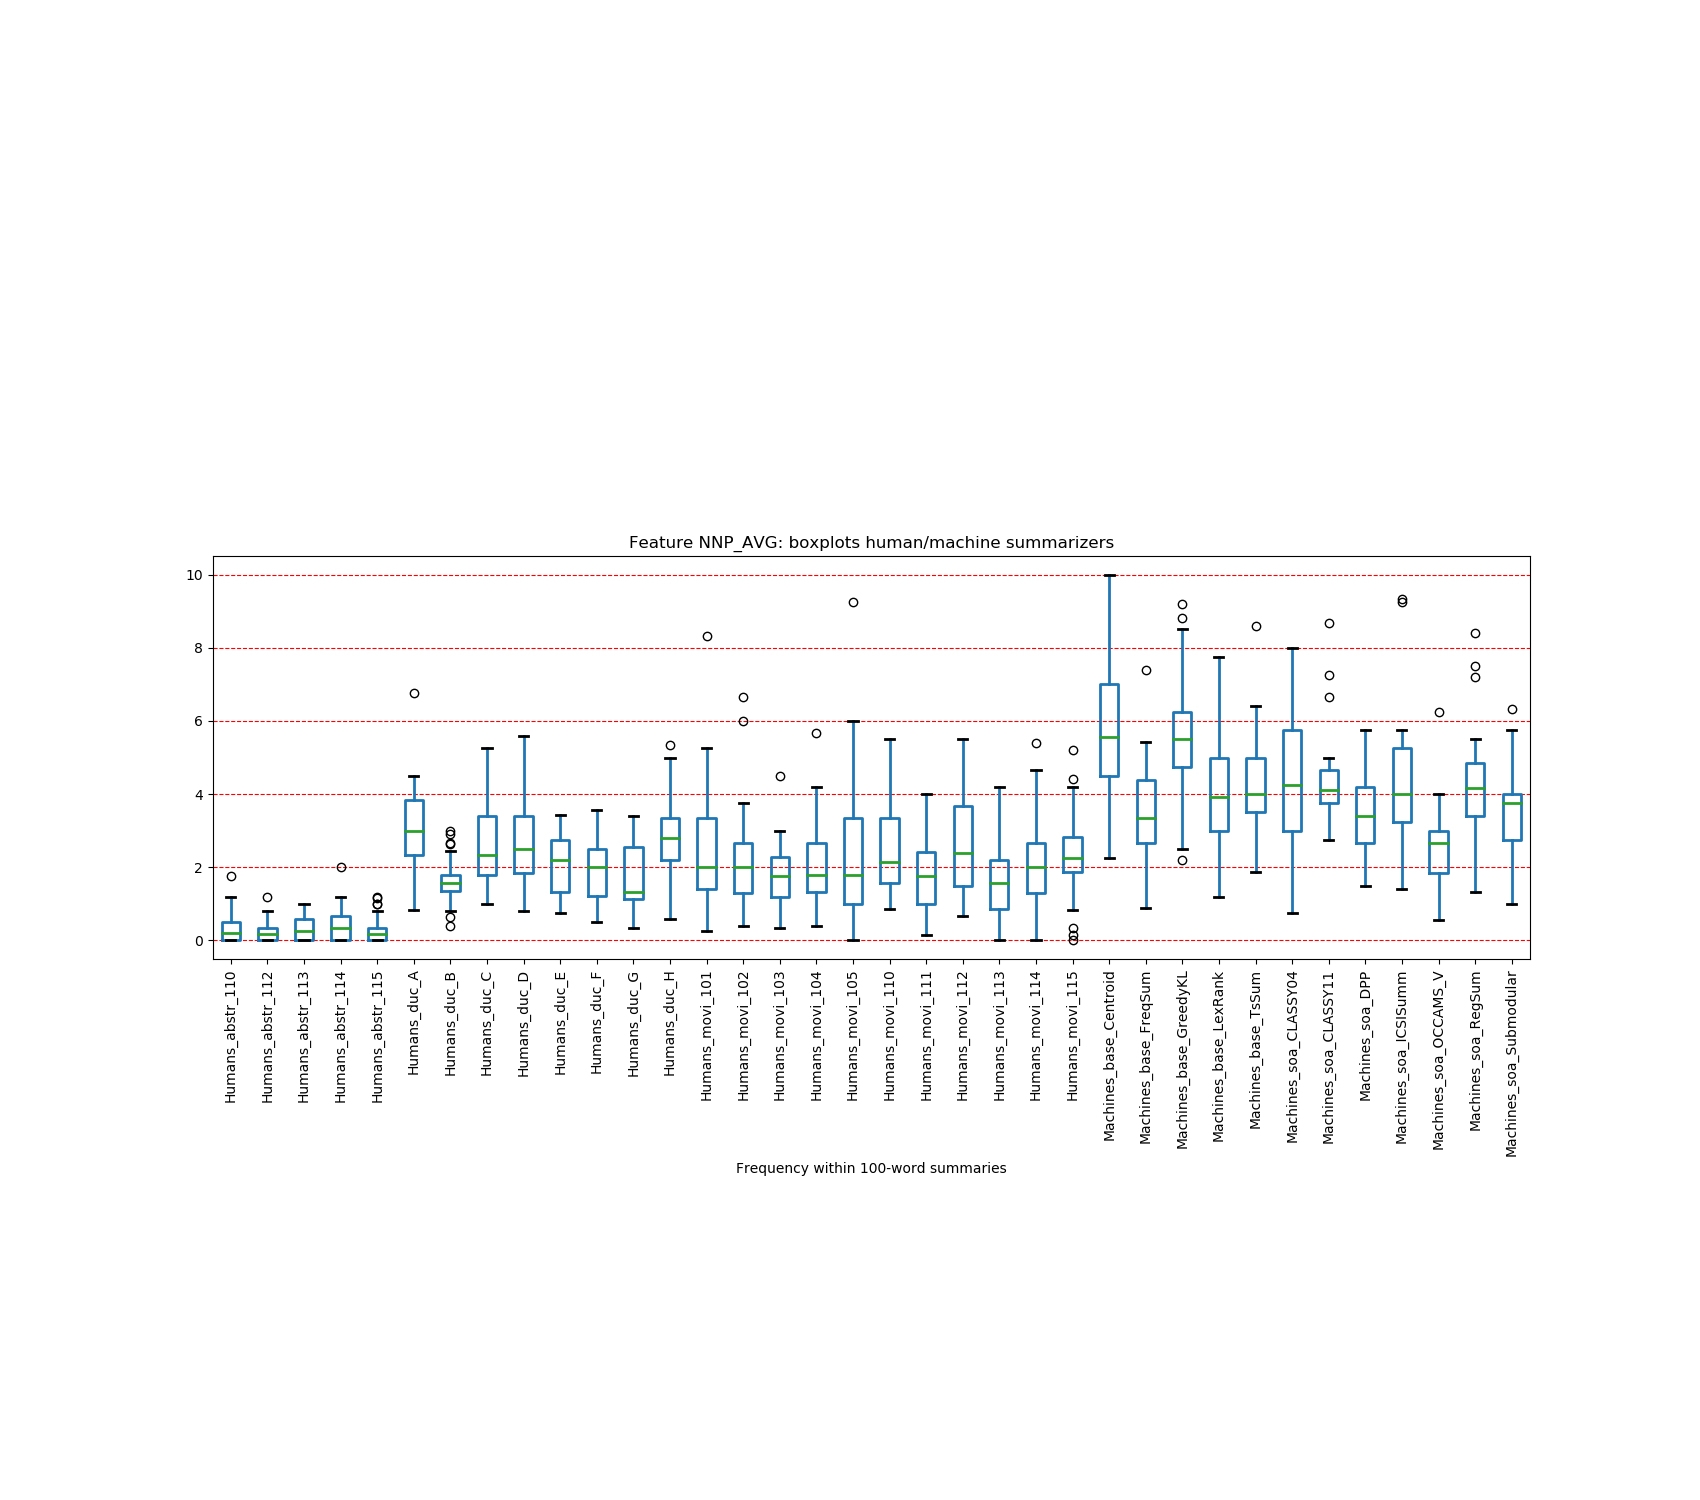 Feature NNP_AVG: boxplots human/machine summarizers
10
8
6
4
2
0
Humans_abstr_110
Humans_abstr_112
Humans_abstr_113
Humans_abstr_114
Humans_abstr_115
Humans_duc_A
Humans_duc_B
Humans_duc_C
Humans_duc_D
Humans_duc_E
Humans_duc_F
Humans_duc_G
Humans_duc_H
Humans_movi_101
Humans_movi_102
Humans_movi_103
Humans_movi_104
Humans_movi_105
Humans_movi_110
Humans_movi_111
Humans_movi_112
Humans_movi_113
Humans_movi_114
Humans_movi_115
Machines_base_Centroid
Machines_base_FreqSum
Machines_base_GreedyKL
Machines_base_LexRank
Machines_base_TsSum
Machines_soa_CLASSY04
Machines_soa_CLASSY11
Machines_soa_DPP
Machines_soa_ICSISumm
Machines_soa_OCCAMS_V
Machines_soa_RegSum
Machines_soa_Submodular
Frequency within 100-word summaries